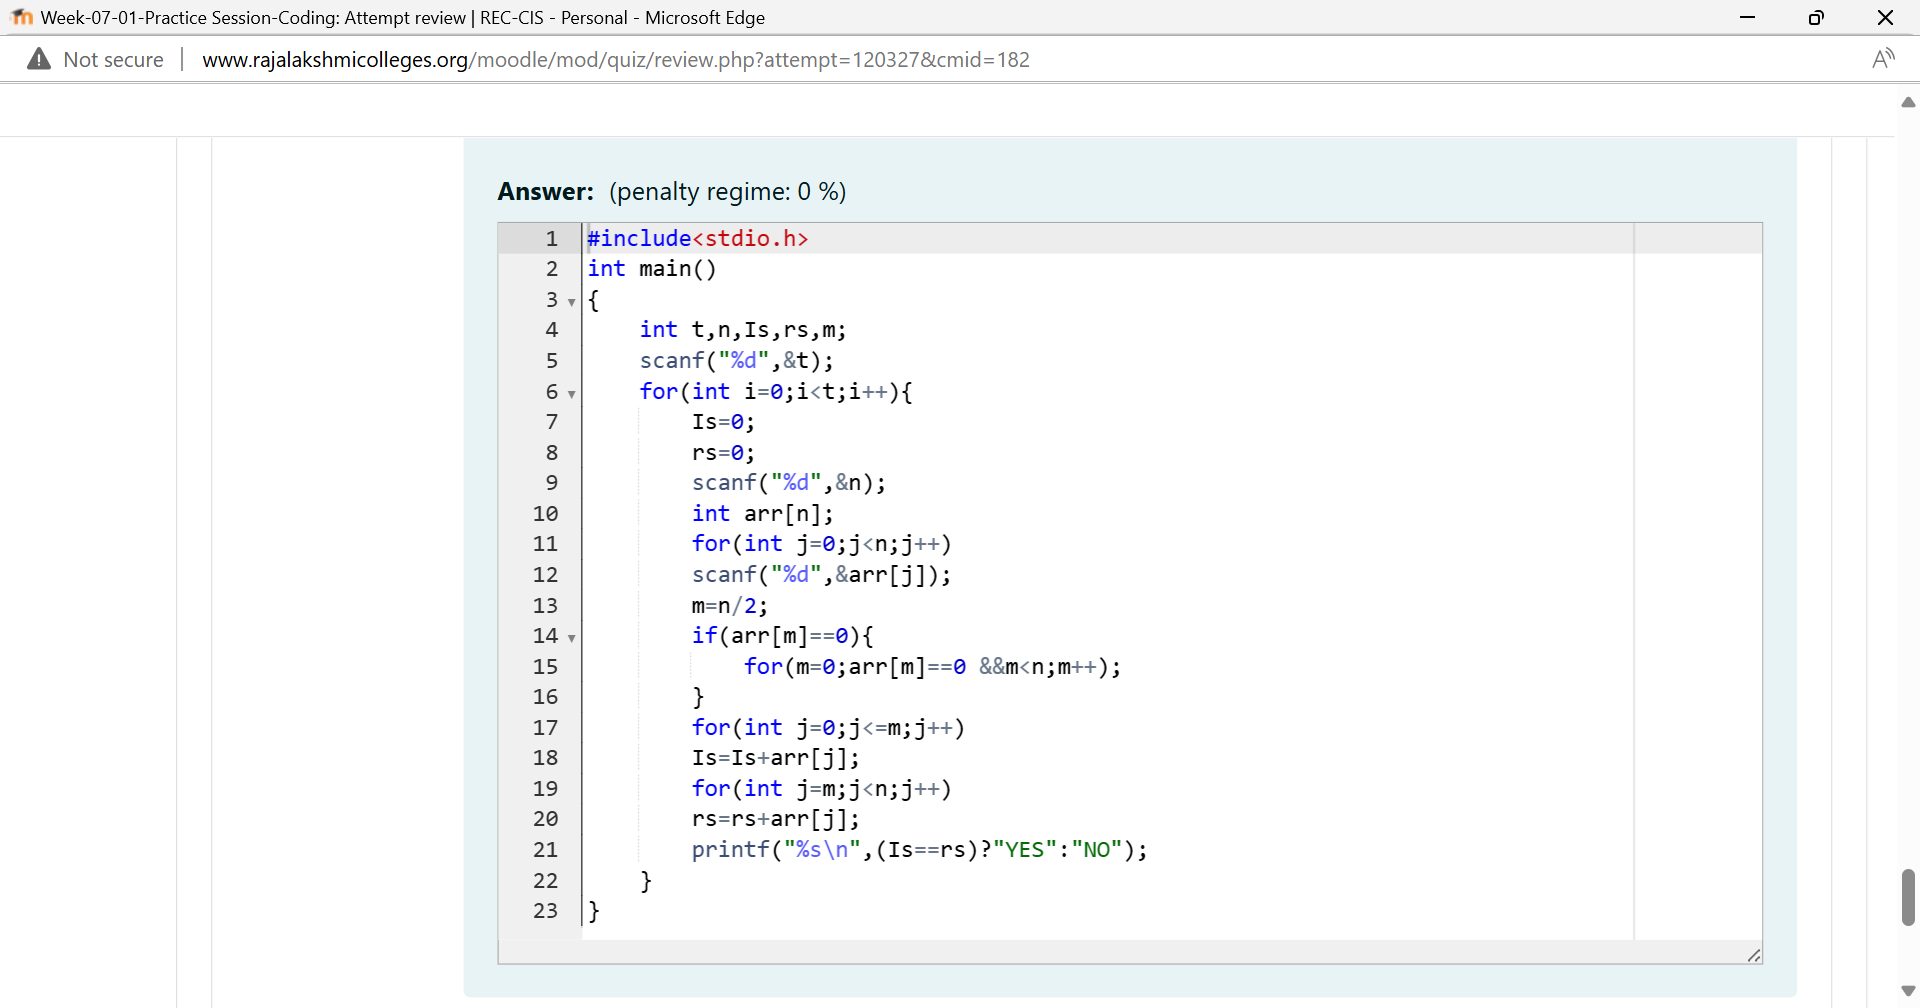 Week-07-01-Practice Session-Coding: Attempt review | REC-CIS - Personal - Microsoft Edge
Not secure | www.rajalakshmicolleges.org/moodle/mod/quiz/review.php?attempt=120327&cmid=182
Answer: (penalty regime: 0 %)
1 #include<stdio.h>
2 int main()
3 {
4     int t,n,Is,rs,m;
5     scanf("%d",&t);
6     for(int i=0;i<t;i++){
7         Is=0;
8         rs=0;
9         scanf("%d",&n);
10         int arr[n];
11         for(int j=0;j<n;j++)
12         scanf("%d",&arr[j]);
13         m=n/2;
14         if(arr[m]==0){
15             for(m=0;arr[m]==0 &&m<n;m++);
16         }
17         for(int j=0;j<=m;j++)
18         Is=Is+arr[j];
19         for(int j=m;j<n;j++)
20         rs=rs+arr[j];
21         printf("%s\n",(Is==rs)?"YES":"NO");
22     }
23 }